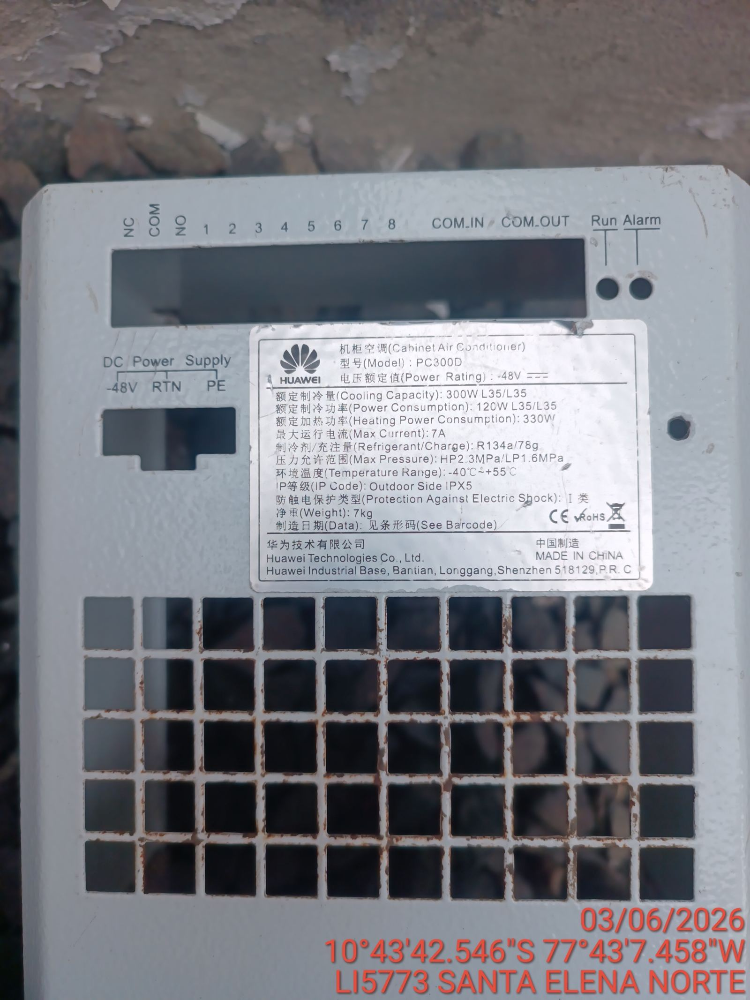 NC COM NO 1 2 3 4 5 6 7 8 COM_IN COM_OUT Run Alarm
DC Power Supply
-48V RTN PE
HUAWEI
机柜空调(Cabinet Air Conditioner)
型号(Model) : PC300D
电压额定值(Power Rating) : -48V
额定制冷量(Cooling Capacity): 300W L35/L35
额定制冷功率(Power Consumption): 120W L35/L35
额定加热功率(Heating Power Consumption): 330W
最大运行电流(Max Current): 7A
制冷剂/充注量(Refrigerant/Charge): R134a/78g
压力允许范围(Max Pressure): HP2.3MPa/LP1.6MPa
环境温度(Temperature Range): -40℃~+55℃
IP等级(IP Code): Outdoor Side IPX5
防触电保护类型(Protection Against Electric Shock): I 类
净重(Weight): 7kg
制造日期(Data): 见条形码(See Barcode)
CE RoHS
华为技术有限公司
中国制造
Huawei Technologies Co., Ltd.
MADE IN CHINA
Huawei Industrial Base, Bantian, Longgang,Shenzhen 518129,P.R. C
03/06/2026
10°43'42.546"S 77°43'7.458"W
LI5773 SANTA ELENA NORTE